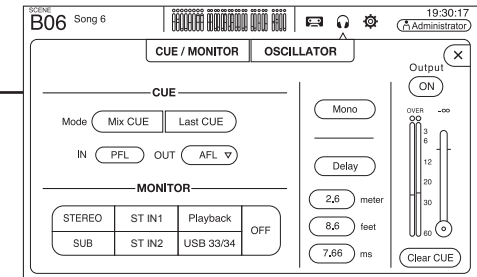 SCENE
B06 Song 6
19:30:17
Administrator
CUE / MONITOR OSCILLATOR
×
Output
ON
CUE
Mode Mix CUE Last CUE
IN PFL OUT AFL ▽
Mono
Delay
2.6 meter
8.6 feet
7.66 ms
OVER -∞
3
6
12
20
30
60
Clear CUE
MONITOR
STEREO ST IN1 Playback OFF
SUB ST IN2 USB 33/34